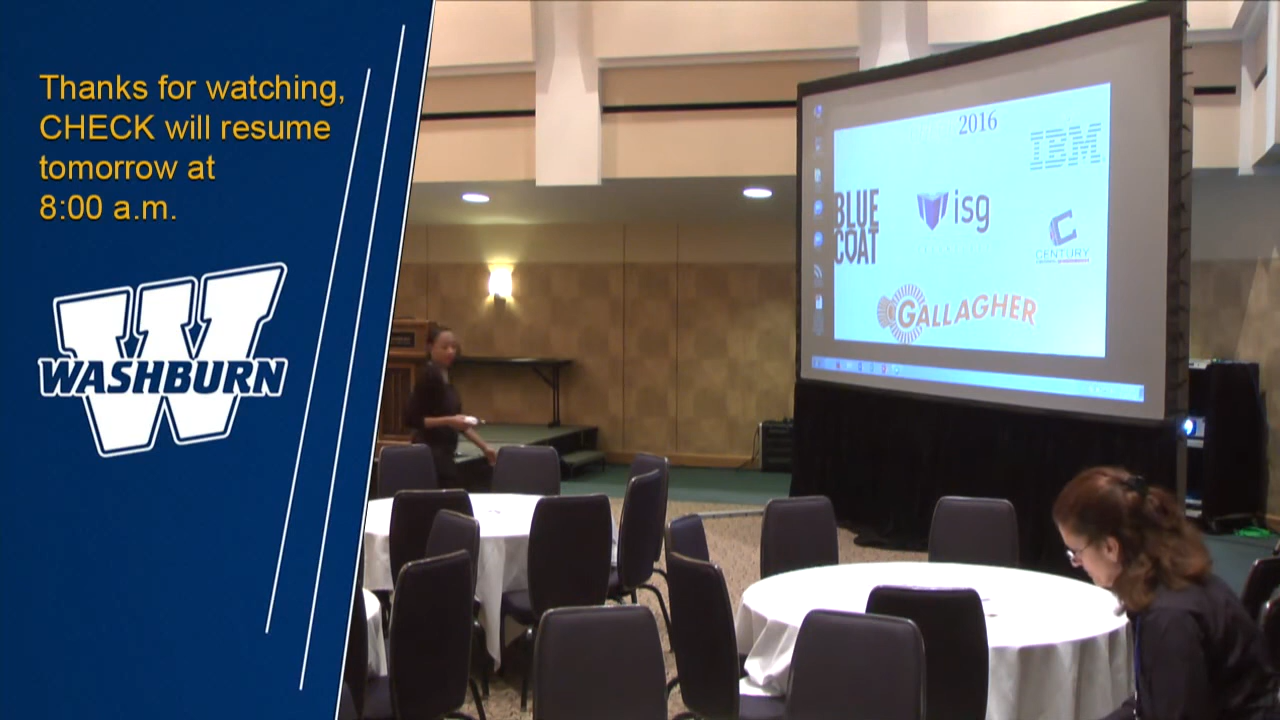 Thanks for watching,
CHECK will resume
tomorrow at
8:00 a.m.
WASHBURN
2016
IBM
BLUE
COAT
isg
CENTURY
GALLAGHER